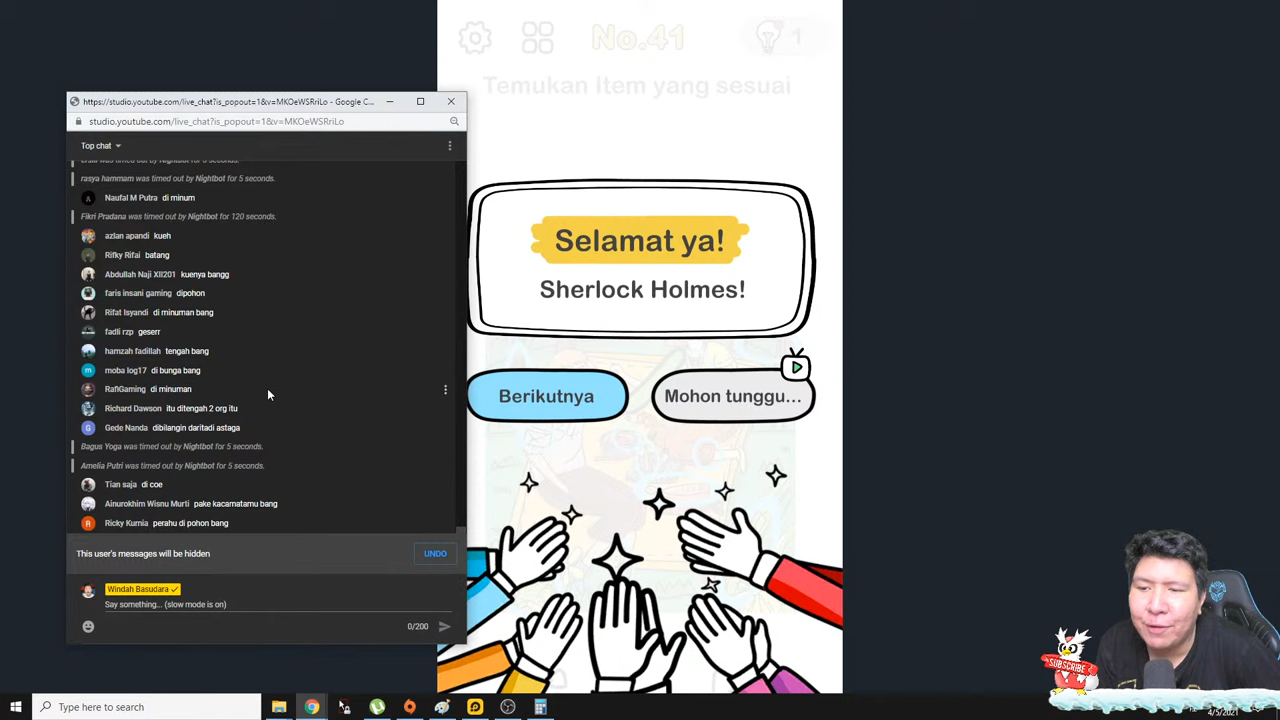 No.41
1
Temukan Item yang sesuai
https://studio.youtube.com/live_chat?is_popout=1&v=MKOeWSRriLo - Google C...
studio.youtube.com/live_chat?is_popout=1&v=MKOeWSRriLo
Top chat
rasya hammam was timed out by Nightbot for 5 seconds.
Naufal M Putra di minum
Fikri Pradana was timed out by Nightbot for 120 seconds.
azlan apandi kueh
Rifky Rifai batang
Abdullah Naji XII201 kuenya bangg
faris insani gaming dipohon
Rifat Isyandi di minuman bang
fadli rzp geserr
hamzah fadillah tengah bang
moba log17 di bunga bang
RafiGaming di minuman
Richard Dawson itu ditengah 2 org itu
Gede Nanda dibilangin daritadi astaga
Bagus Yoga was timed out by Nightbot for 5 seconds.
Amelia Putri was timed out by Nightbot for 5 seconds.
Tian saja di coe
Ainurokhim Wisnu Murti pake kacamatamu bang
Ricky Kurnia perahu di pohon bang
This user's messages will be hidden
UNDO
Windah Basudara
Say something... (slow mode is on)
0/200
Selamat ya!
Sherlock Holmes!
Berikutnya
Mohon tunggu...
SUBSCRIBE
Type here to search
4/5/2021